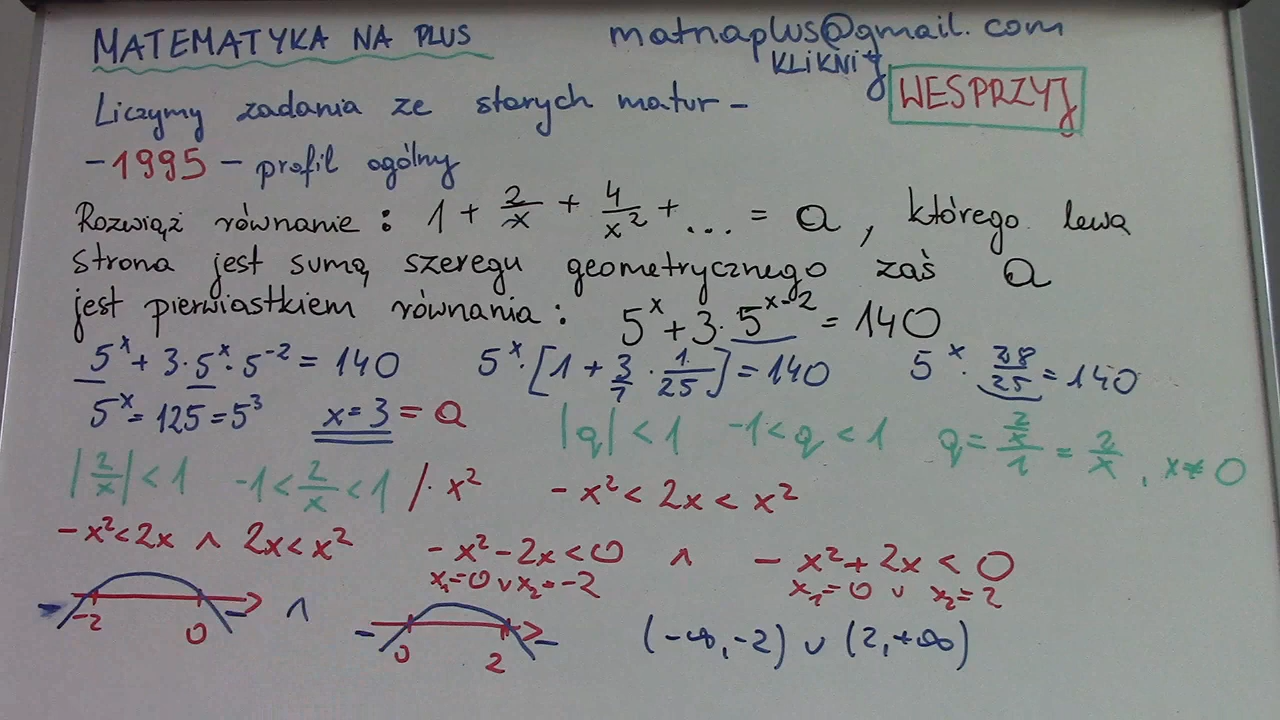 MATEMATYKA NA PLUS
matnaplus@gmail.com
KLIKNIJ
WESPRZYJ
Liczymy zadania ze starych matur -
- 1995 - profil ogólny
Rozwiąż równanie : 1 + 2/x + 4/x² + ... = a , którego lewa
strona jest sumą szeregu geometrycznego zaś a
jest pierwiastkiem równania : 5^x + 3 · 5^(x-2) = 140
5^x + 3 · 5^x · 5^-2 = 140 5^x · [1 + 3/1 · 1/25] = 140 5^x · 28/25 = 140
5^x = 125 = 5³ x = 3 = a |q| < 1 -1 < q < 1 q = (2/x)/1 = 2/x , x ≠ 0
|2/x| < 1 -1 < 2/x < 1 / · x² - x² < 2x < x²
- x² < 2x ∧ 2x < x² - x² - 2x < 0 ∧ - x² + 2x < 0
x₁ = 0 ∨ x₂ = -2 x₁ = 0 ∨ x₂ = 2
- -2 0 - ∧ - 0 2 - (-∞, -2) ∪ (2, +∞)